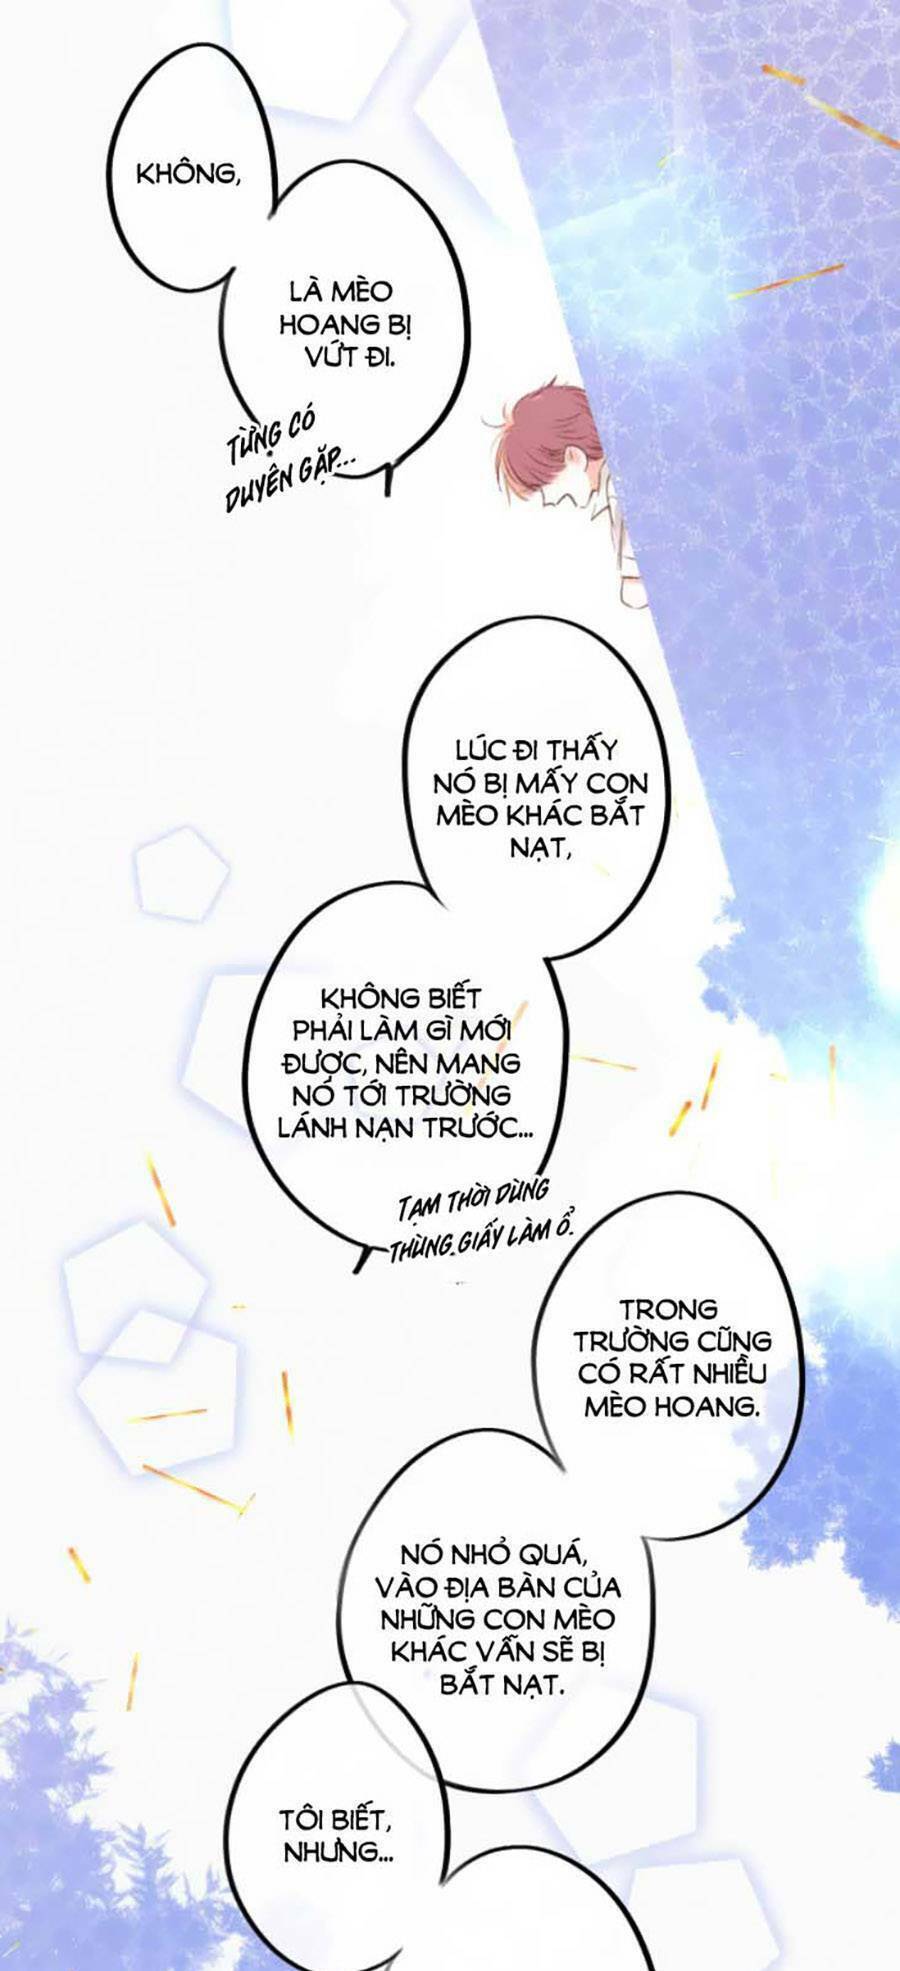 KHÔNG,
LÀ MÈO
HOANG BỊ
VỨT ĐI.
TỪNG CÓ
DUYÊN GẶP...
LÚC ĐI THẤY
NÓ BỊ MẤY CON
MÈO KHÁC BẮT
NẠT,
KHÔNG BIẾT
PHẢI LÀM GÌ MỚI
ĐƯỢC, NÊN MANG
NÓ TỚI TRƯỜNG
LÁNH NẠN TRƯỚC...
TẠM THỜI DÙNG
THÙNG GIẤY LÀM Ổ.
TRONG
TRƯỜNG CŨNG
CÓ RẤT NHIỀU
MÈO HOANG.
NÓ NHỎ QUÁ,
VÀO ĐỊA BÀN CỦA
NHỮNG CON MÈO
KHÁC VẪN SẼ BỊ
BẮT NẠT.
TÔI BIẾT,
NHƯNG...